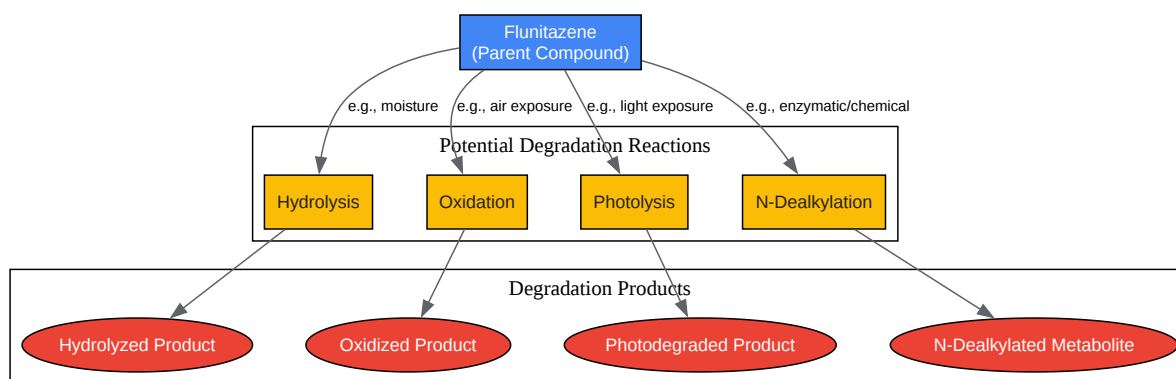 Flunitazene
(Parent Compound)
e.g., moisture
e.g., air exposure
e.g., light exposure
e.g., enzymatic/chemical
Potential Degradation Reactions
Hydrolysis
Oxidation
Photolysis
N-Dealkylation
Degradation Products
Hydrolyzed Product
Oxidized Product
Photodegraded Product
N-Dealkylated Metabolite